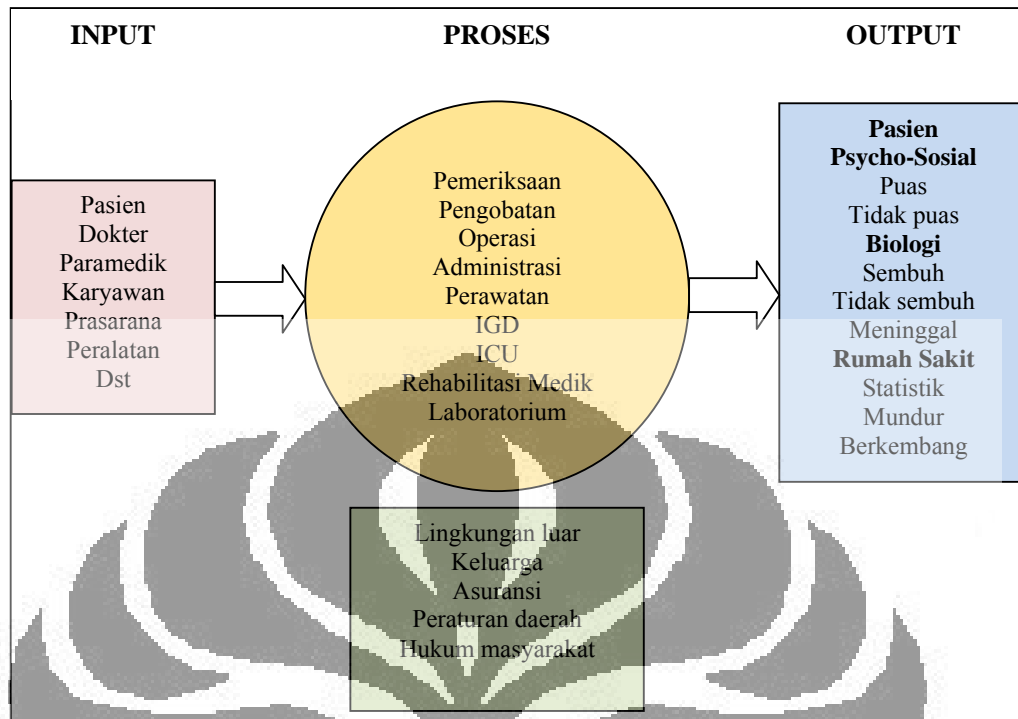 INPUT
PROSES
OUTPUT
Pasien
Dokter
Paramedik
Karyawan
Prasarana
Peralatan
Dst
Pemeriksaan
Pengobatan
Operasi
Administrasi
Perawatan
IGD
ICU
Rehabilitasi Medik
Laboratorium
Pasien
Psycho-Sosial
Puas
Tidak puas
Biologi
Sembuh
Tidak sembuh
Meninggal
Rumah Sakit
Statistik
Mundur
Berkembang
Lingkungan luar
Keluarga
Asuransi
Peraturan daerah
Hukum masyarakat